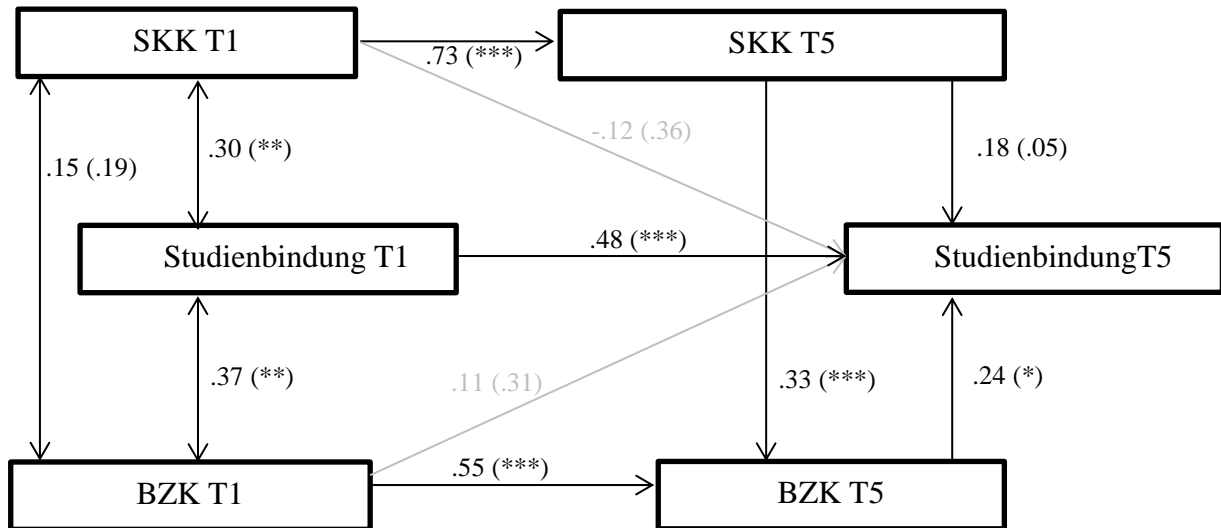 SKK T1
SKK T5
.73 (***)
-.12 (.36)
.30 (**)
.18 (.05)
.15 (.19)
Studienbindung T1
.48 (***)
StudienbindungT5
.37 (**)
.11 (.31)
.33 (***)
.24 (*)
BZK T1
.55 (***)
BZK T5